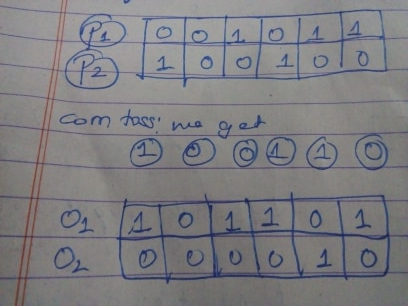 P1 0 0 1 0 1 1
P2 1 0 0 1 0 0
com toss: we get
1 0 0 1 1 0
O1 1 0 1 1 0 1
O2 0 0 0 0 1 0